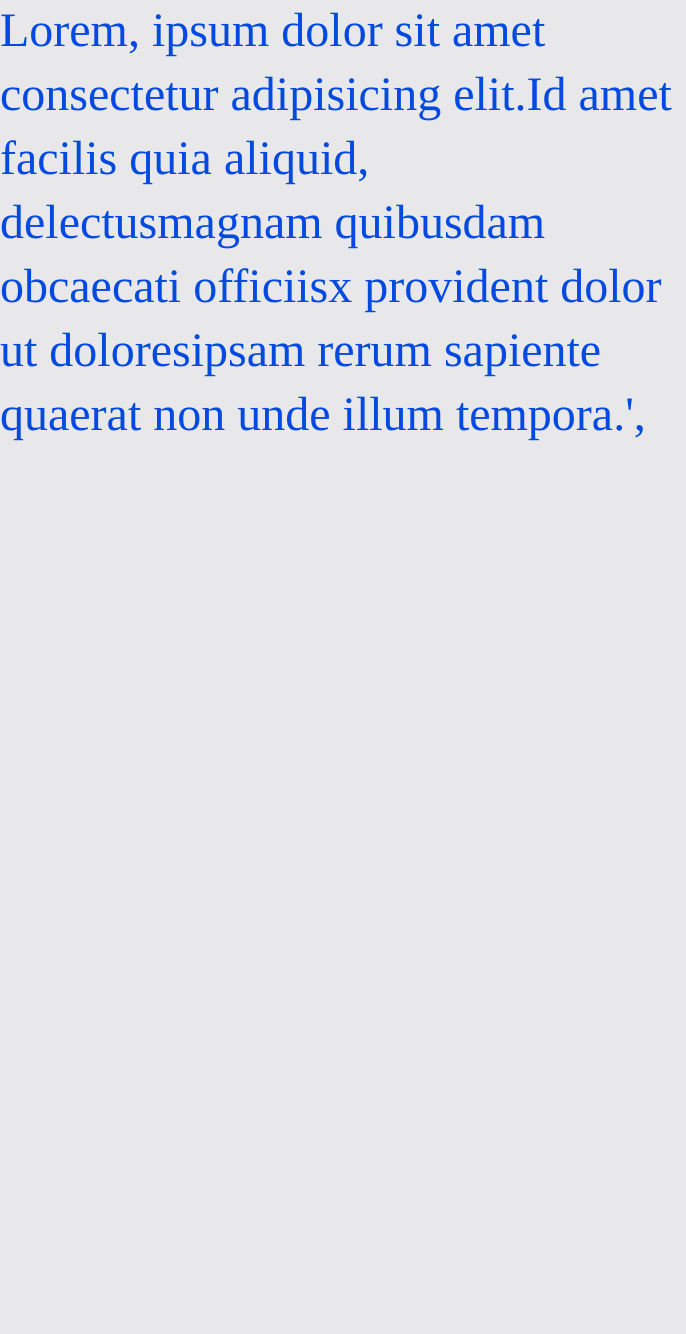 Lorem, ipsum dolor sit amet
consectetur adipisicing elit.Id amet
facilis quia aliquid,
delectusmagnam quibusdam
obcaecati officiisx provident dolor
ut doloresipsam rerum sapiente
quaerat non unde illum tempora.',